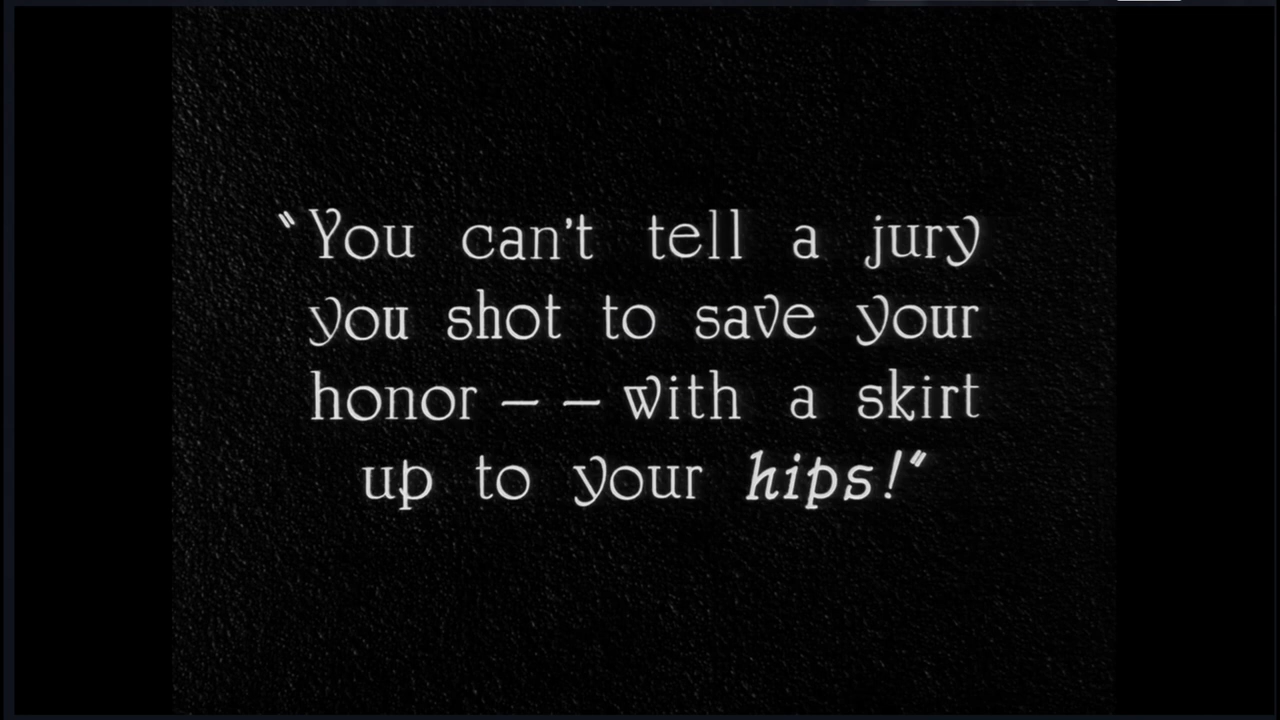 "You can't tell a jury
you shot to save your
honor – – with a skirt
up to your hips!"